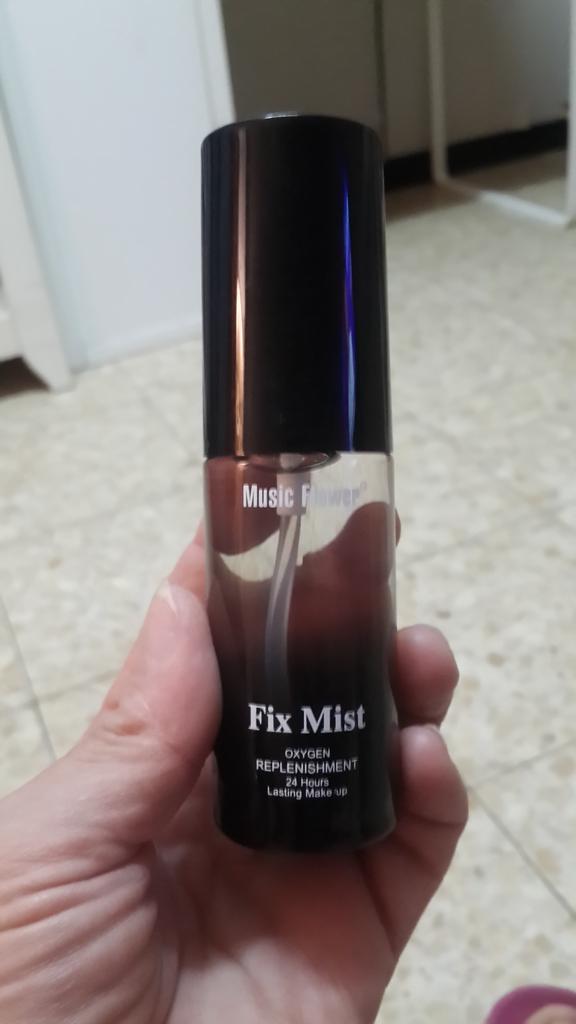 Music Flower®
Fix Mist
OXYGEN
REPLENISHMENT
24 Hours
Lasting Make up